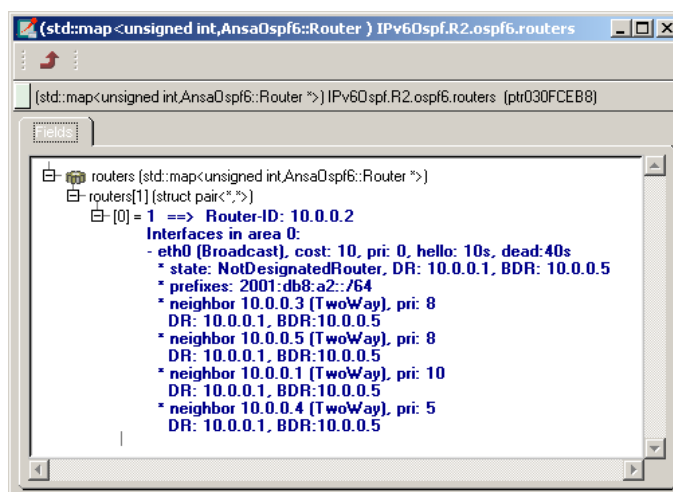 (std::map<unsigned int,AnsaOspf6::Router ) IPv6Ospf.R2.ospf6.routers
(std::map<unsigned int,AnsaOspf6::Router *>) IPv6Ospf.R2.ospf6.routers (ptr030FCEB8)
Fields
routers (std::map<unsigned int,AnsaOspf6::Router *>)
routers[1] (struct pair<*,*>)
[0] = 1 ==> Router-ID: 10.0.0.2
Interfaces in area 0:
- eth0 (Broadcast), cost: 10, pri: 0, hello: 10s, dead:40s
* state: NotDesignatedRouter, DR: 10.0.0.1, BDR: 10.0.0.5
* prefixes: 2001:db8:a2::/64
* neighbor 10.0.0.3 (TwoWay), pri: 8
DR: 10.0.0.1, BDR:10.0.0.5
* neighbor 10.0.0.5 (TwoWay), pri: 8
DR: 10.0.0.1, BDR:10.0.0.5
* neighbor 10.0.0.1 (TwoWay), pri: 10
DR: 10.0.0.1, BDR:10.0.0.5
* neighbor 10.0.0.4 (TwoWay), pri: 5
DR: 10.0.0.1, BDR:10.0.0.5